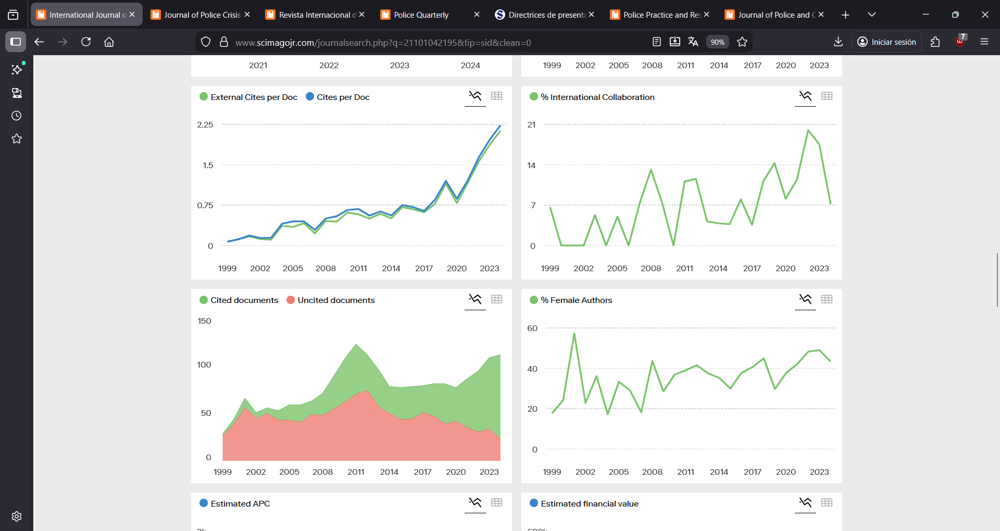 International Journal o
Journal of Police Crisis
Revista Internacional d
Police Quarterly
Directrices de presenta
Police Practice and Res
Journal of Police and C
www.scimagojr.com/journalsearch.php?q=21101042195&tip=sid&clean=0
90%
Iniciar sesión
7
2021 2022 2023 2024
1999 2002 2005 2008 2011 2014 2017 2020 2023
External Cites per Doc Cites per Doc
2.25
1.5
0.75
0
1999 2002 2005 2008 2011 2014 2017 2020 2023
% International Collaboration
21
14
7
0
1999 2002 2005 2008 2011 2014 2017 2020 2023
Cited documents Uncited documents
150
100
50
0
1999 2002 2005 2008 2011 2014 2017 2020 2023
% Female Authors
60
40
20
0
1999 2002 2005 2008 2011 2014 2017 2020 2023
Estimated APC
Estimated financial value